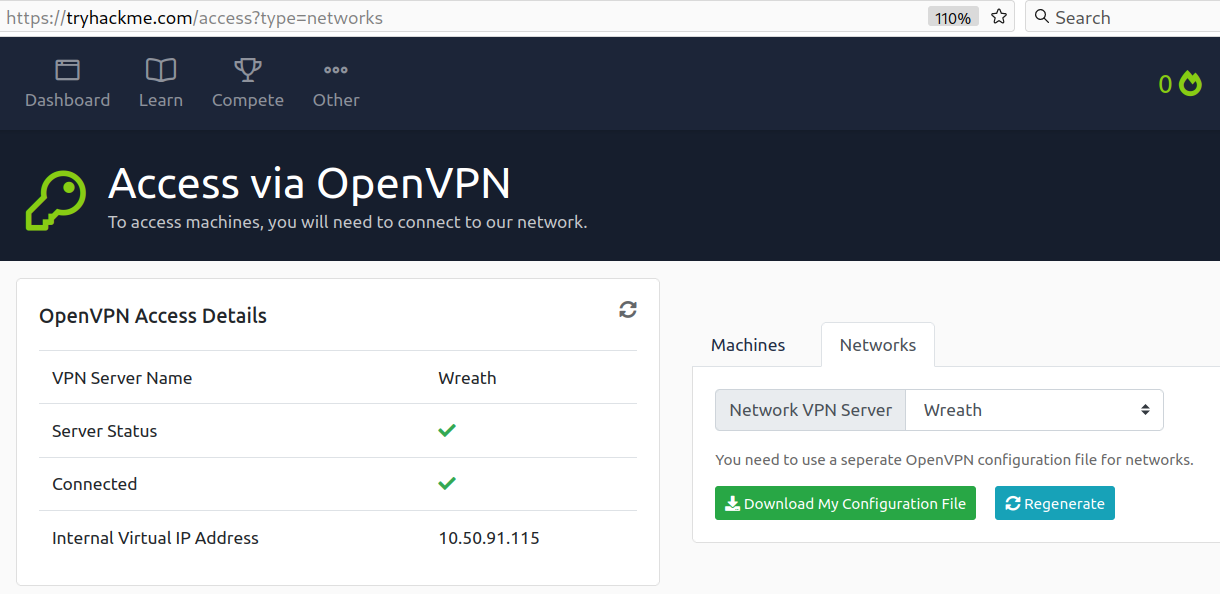 https://tryhackme.com/access?type=networks 110% Search
Dashboard Learn Compete Other 0
Access via OpenVPN
To access machines, you will need to connect to our network.
OpenVPN Access Details
VPN Server Name Wreath
Server Status
Connected
Internal Virtual IP Address 10.50.91.115
Machines Networks
Network VPN Server Wreath
You need to use a seperate OpenVPN configuration file for networks.
Download My Configuration File Regenerate